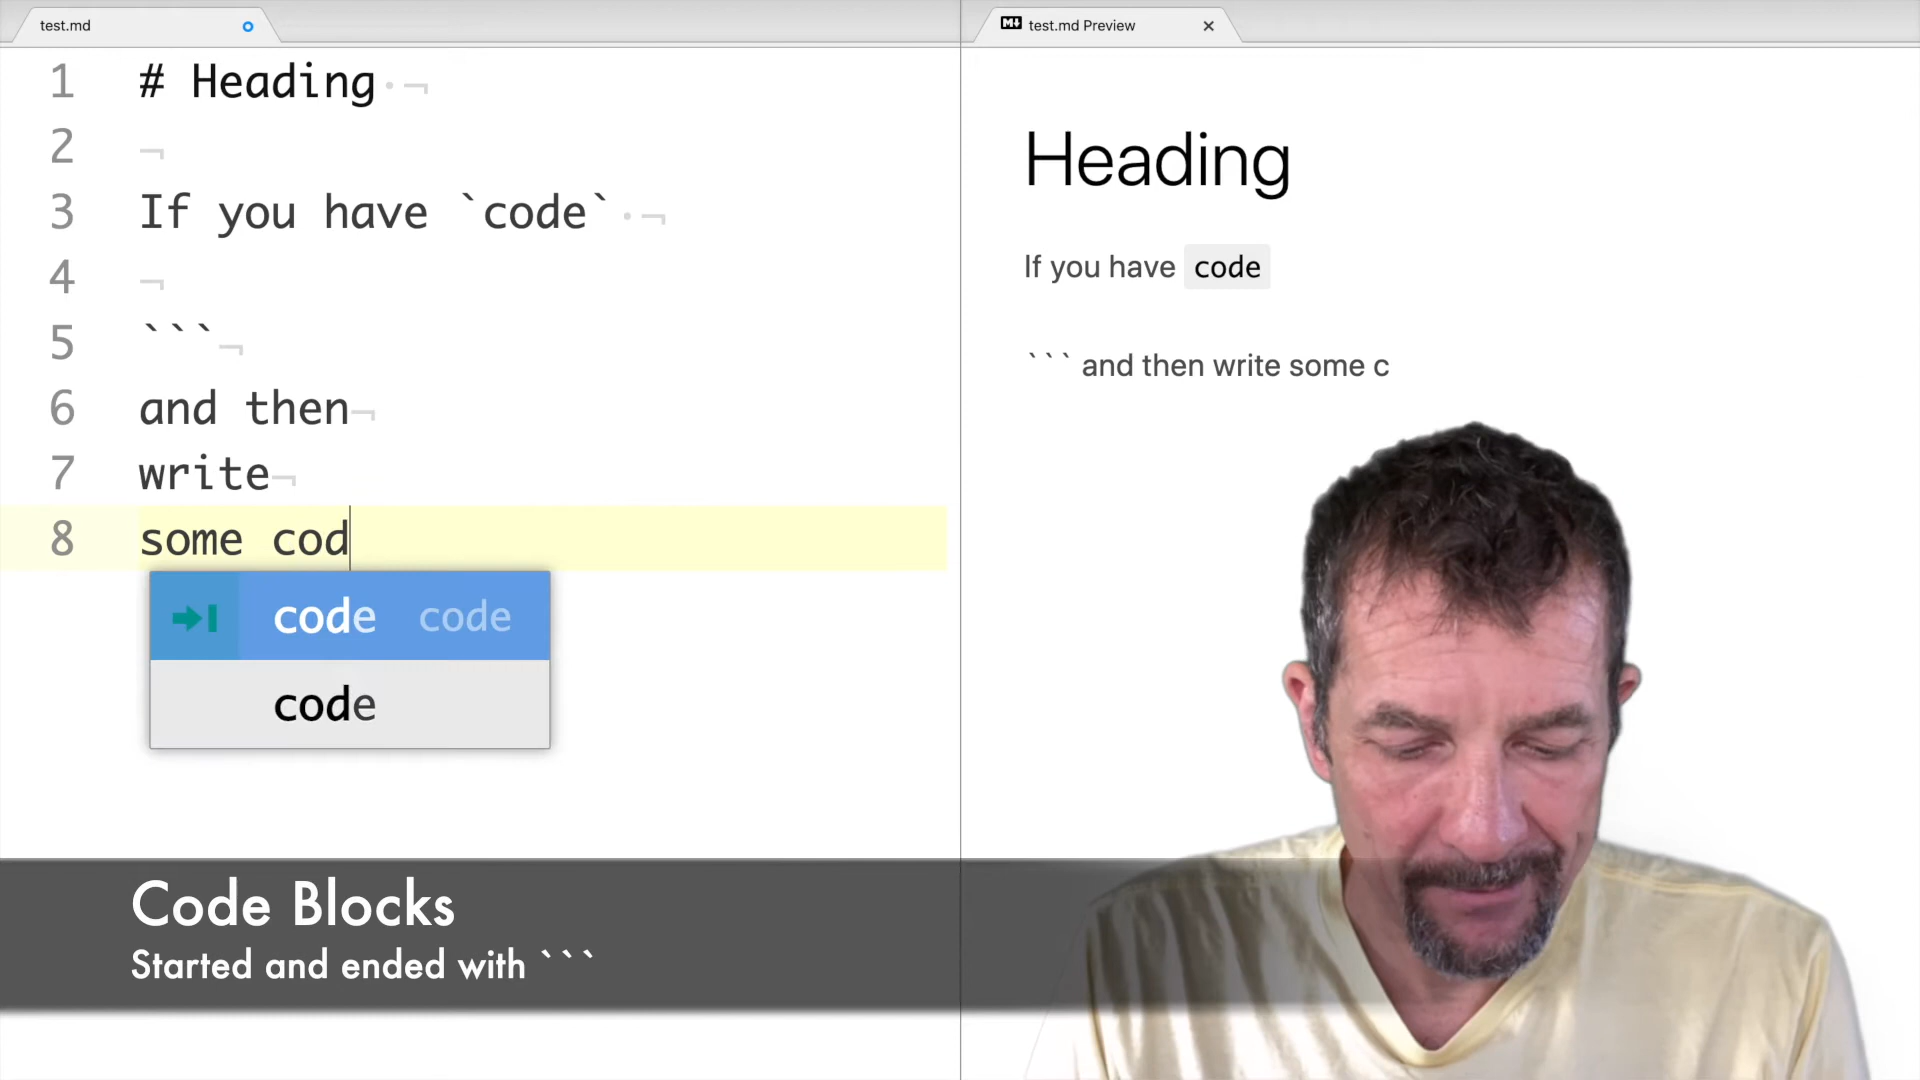 test.md
1 # Heading
2
3 If you have `code`
4
5 ```
6 and then
7 write
8 some cod
code code
code
test.md Preview
Heading
If you have code
``` and then write some c
Code Blocks
Started and ended with ```